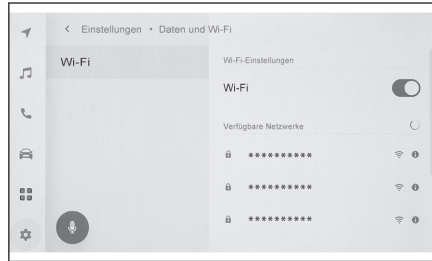 Einstellungen • Daten und Wi-Fi
Wi-Fi
Wi-Fi-Einstellungen
Wi-Fi
Verfügbare Netzwerke
**********
**********
**********